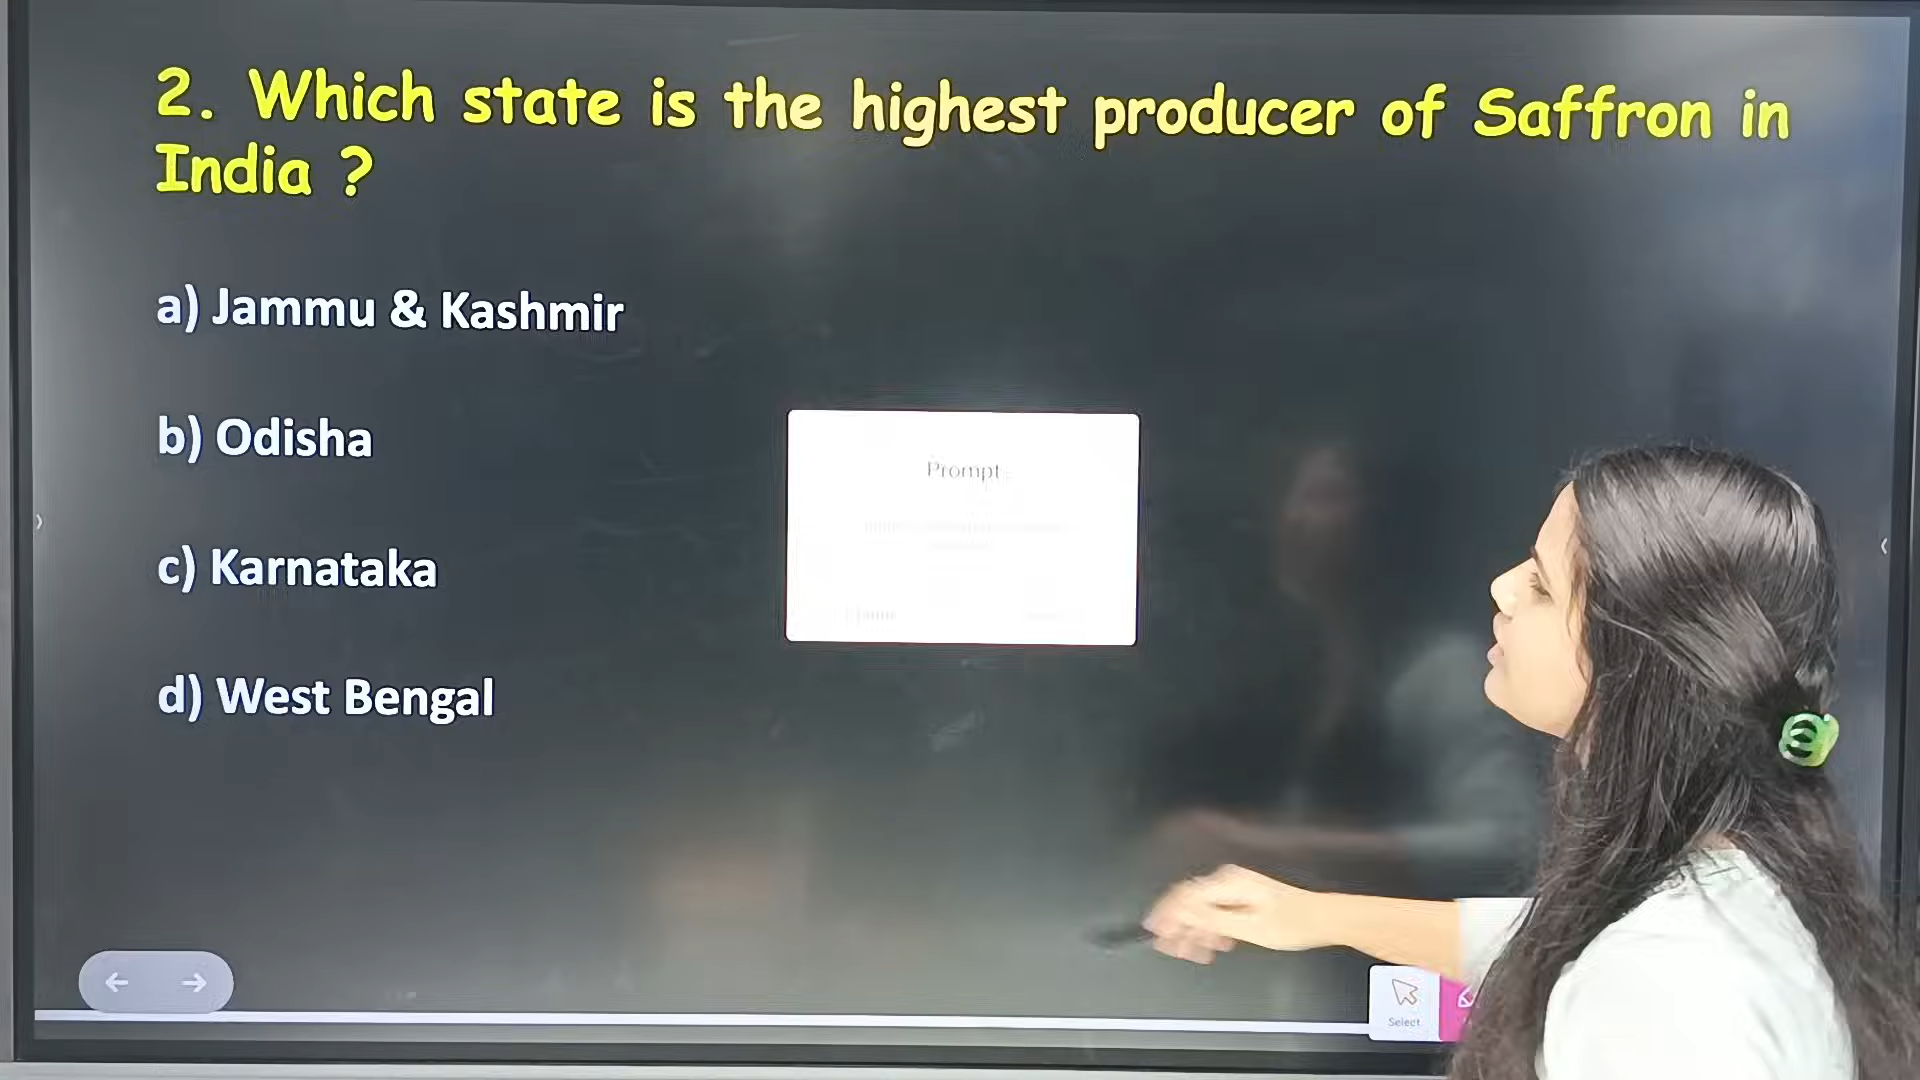 2. Which state is the highest producer of Saffron in
India ?
a) Jammu & Kashmir
b) Odisha
c) Karnataka
d) West Bengal
Prompt
Select